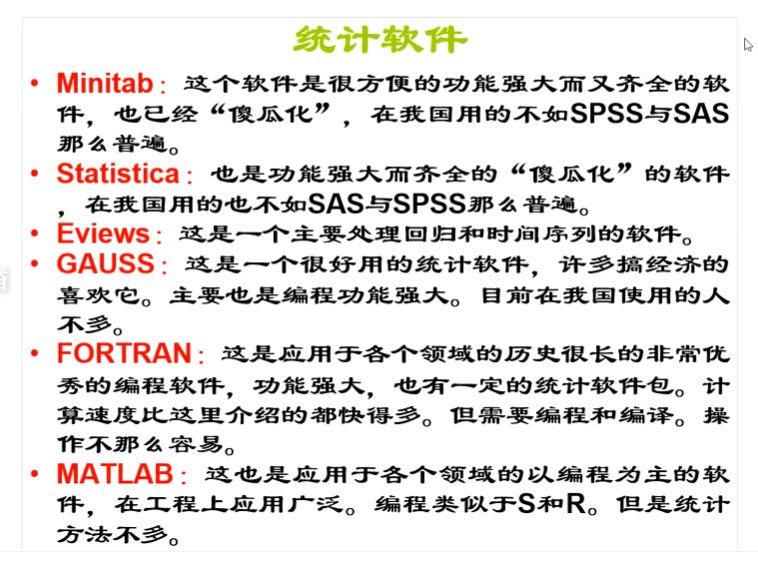 统计软件
• Minitab：这个软件是很方便的功能强大而又齐全的软
件，也已经“傻瓜化”，在我国用的不如SPSS与SAS
那么普遍。
• Statistica：也是功能强大而齐全的“傻瓜化”的软件
，在我国用的也不如SAS与SPSS那么普遍。
• Eviews：这是一个主要处理回归和时间序列的软件。
• GAUSS：这是一个很好用的统计软件，许多搞经济的
喜欢它。主要也是编程功能强大。目前在我国使用的人
不多。
• FORTRAN：这是应用于各个领域的历史很长的非常优
秀的编程软件，功能强大，也有一定的统计软件包。计
算速度比这里介绍的都快得多。但需要编程和编译。操
作不那么容易。
• MATLAB：这也是应用于各个领域的以编程为主的软
件，在工程上应用广泛。编程类似于S和R。但是统计
方法不多。